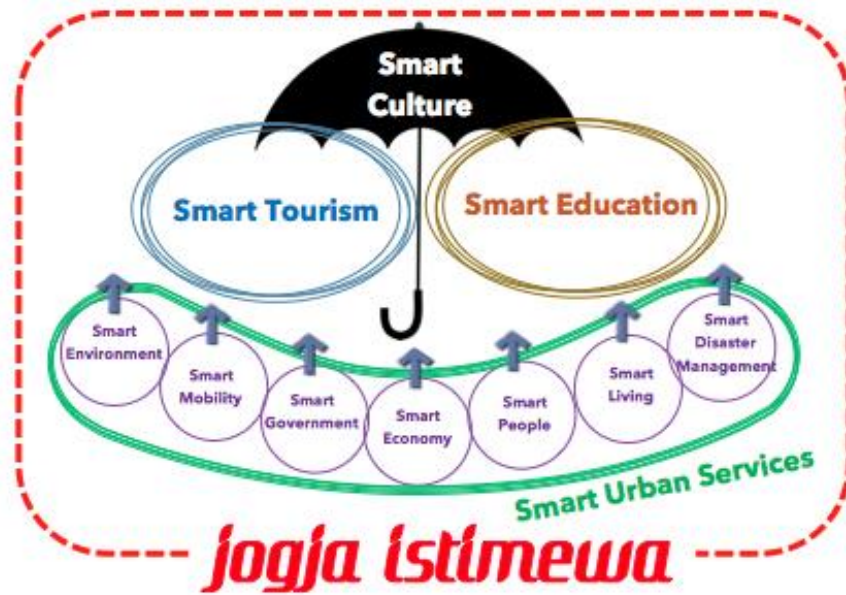 Smart
Culture
Smart Tourism
Smart Education
Smart
Environment
Smart
Mobility
Smart
Government
Smart
Economy
Smart
People
Smart
Living
Smart
Disaster
Management
Smart Urban Services
jogja istimewa